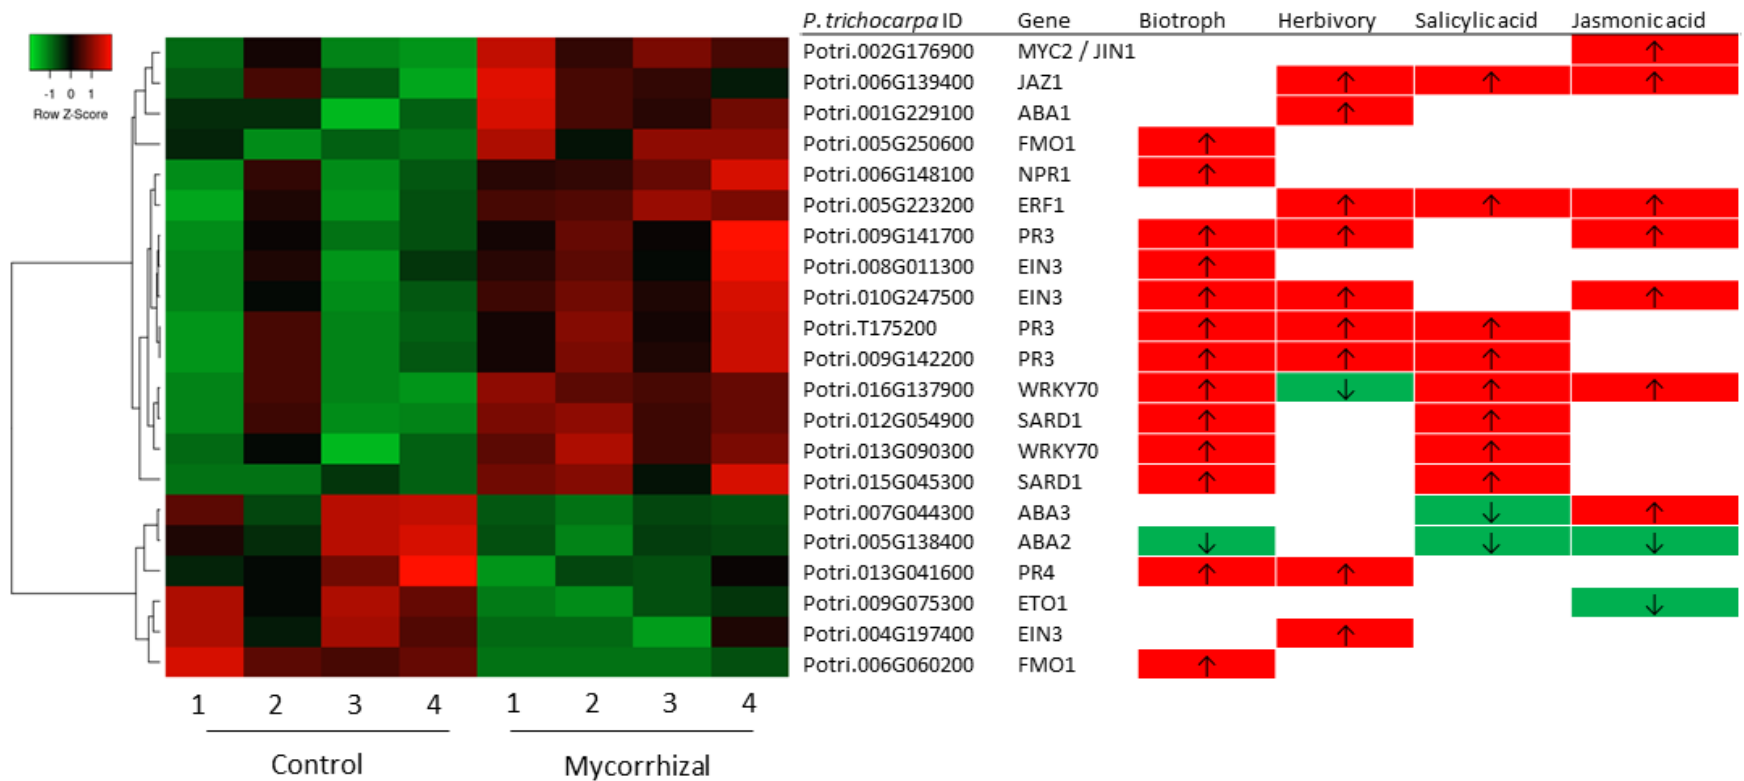 P. trichocarpa ID Gene Biotroph Herbivory Salicylic acid Jasmonic acid
-1 0 1
Row Z-Score
Potri.002G176900 MYC2 / JIN1 ↑
Potri.006G139400 JAZ1 ↑ ↑ ↑
Potri.001G229100 ABA1 ↑
Potri.005G250600 FMO1 ↑
Potri.006G148100 NPR1 ↑
Potri.005G223200 ERF1 ↑ ↑ ↑
Potri.009G141700 PR3 ↑ ↑ ↑
Potri.008G011300 EIN3 ↑
Potri.010G247500 EIN3 ↑ ↑ ↑
Potri.T175200 PR3 ↑ ↑ ↑
Potri.009G142200 PR3 ↑ ↑ ↑
Potri.016G137900 WRKY70 ↑ ↓ ↑ ↑
Potri.012G054900 SARD1 ↑ ↑
Potri.013G090300 WRKY70 ↑ ↑
Potri.015G045300 SARD1 ↑ ↑
Potri.007G044300 ABA3 ↓ ↑
Potri.005G138400 ABA2 ↓ ↓ ↓
Potri.013G041600 PR4 ↑ ↑
Potri.009G075300 ETO1 ↓
Potri.004G197400 EIN3 ↑
Potri.006G060200 FMO1 ↑
1 2 3 4 1 2 3 4
Control Mycorrhizal